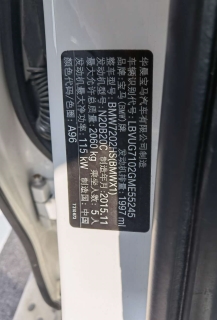 华晨宝马汽车有限公司制造
车辆识别代号: LBVUG7102GME55245
品牌: 宝马(BMW)牌 发动机排量: 1997 ml
整车型号: BMW7202HS(BMWX1)
发动机型号: N20B20C 制造年月: 2015.11
最大允许总质量: 2060 kg 乘坐人数: 5人
发动机最大净功率: 115 kW 制造国: 中国
颜色代码/色圈: A96